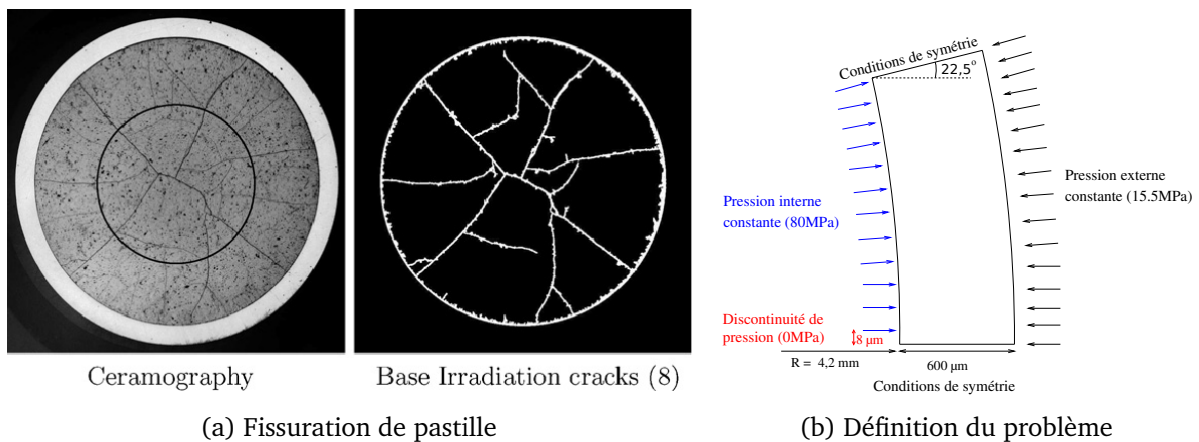 Ceramography
Base Irradiation cracks (8)
(a) Fissuration de pastille
Conditions de symétrie
22,5°
Pression interne
constante (80MPa)
Pression externe
constante (15.5MPa)
Discontinuité de
pression (0MPa)
8 µm
R = 4,2 mm
600 µm
Conditions de symétrie
(b) Définition du problème